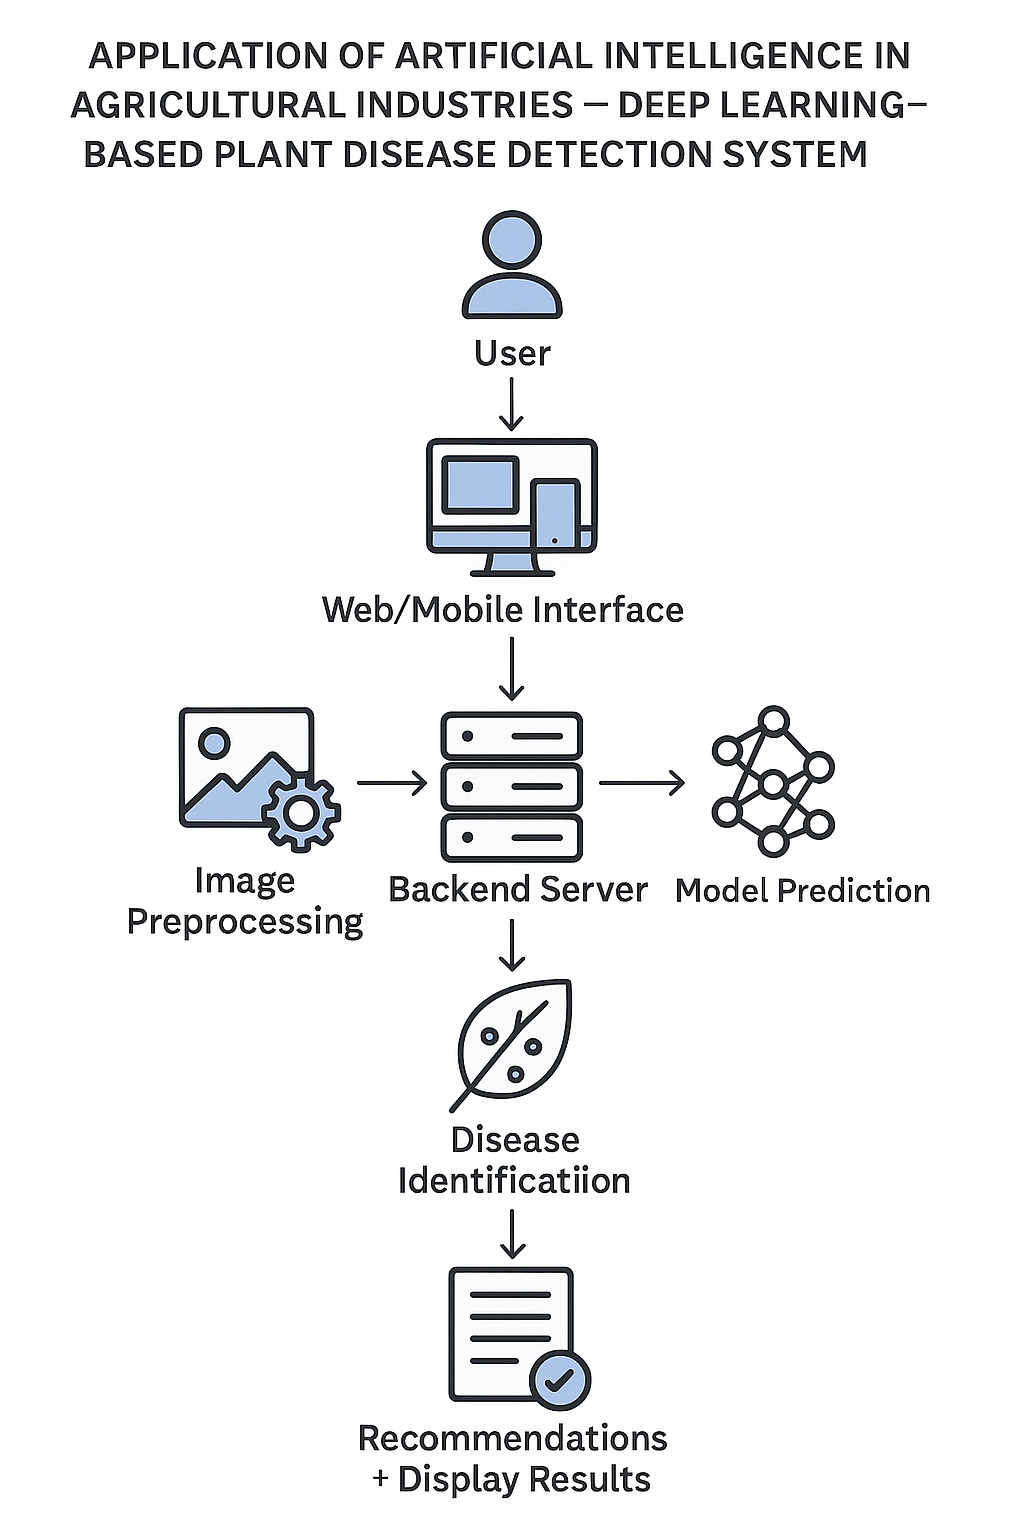 APPLICATION OF ARTIFICIAL INTELLIGENCE IN
AGRICULTURAL INDUSTRIES – DEEP LEARNING–
BASED PLANT DISEASE DETECTION SYSTEM
User
Web/Mobile Interface
Image
Preprocessing
Backend Server
Model Prediction
Disease
Identificatiion
Recommendations
+ Display Results